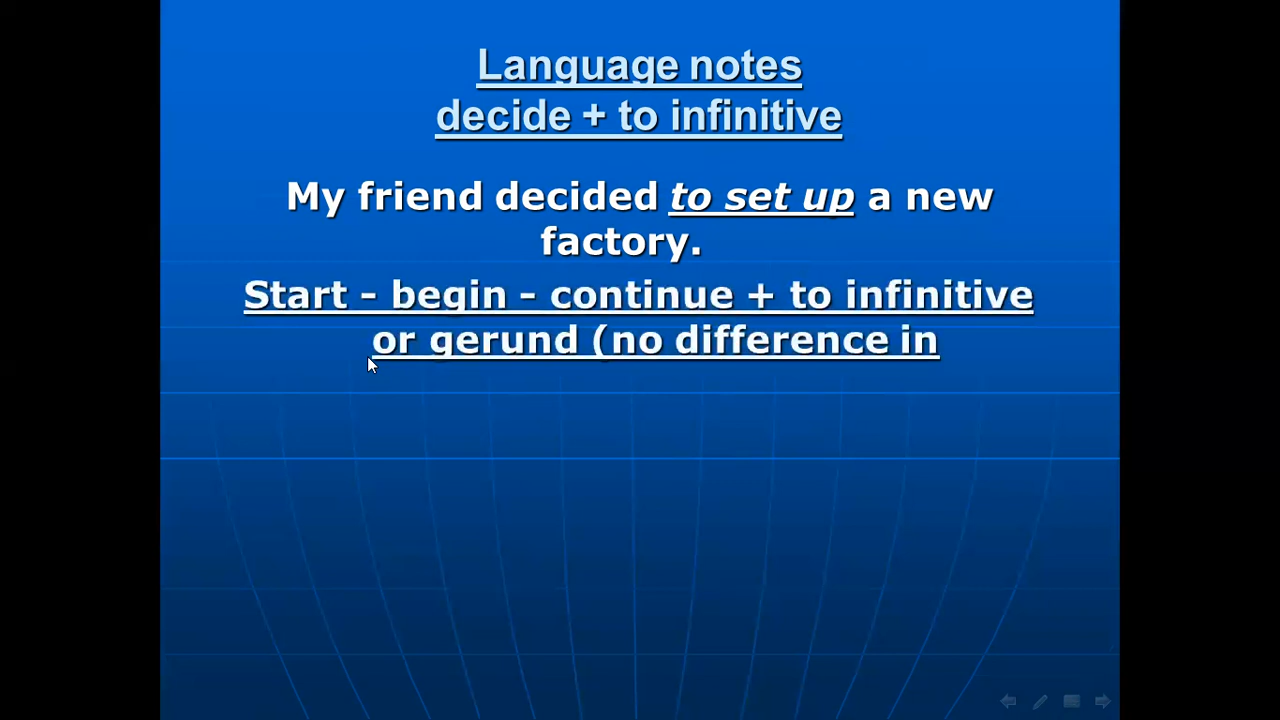 Language notes
decide + to infinitive
My friend decided to set up a new
factory.
Start - begin - continue + to infinitive
or gerund (no difference in